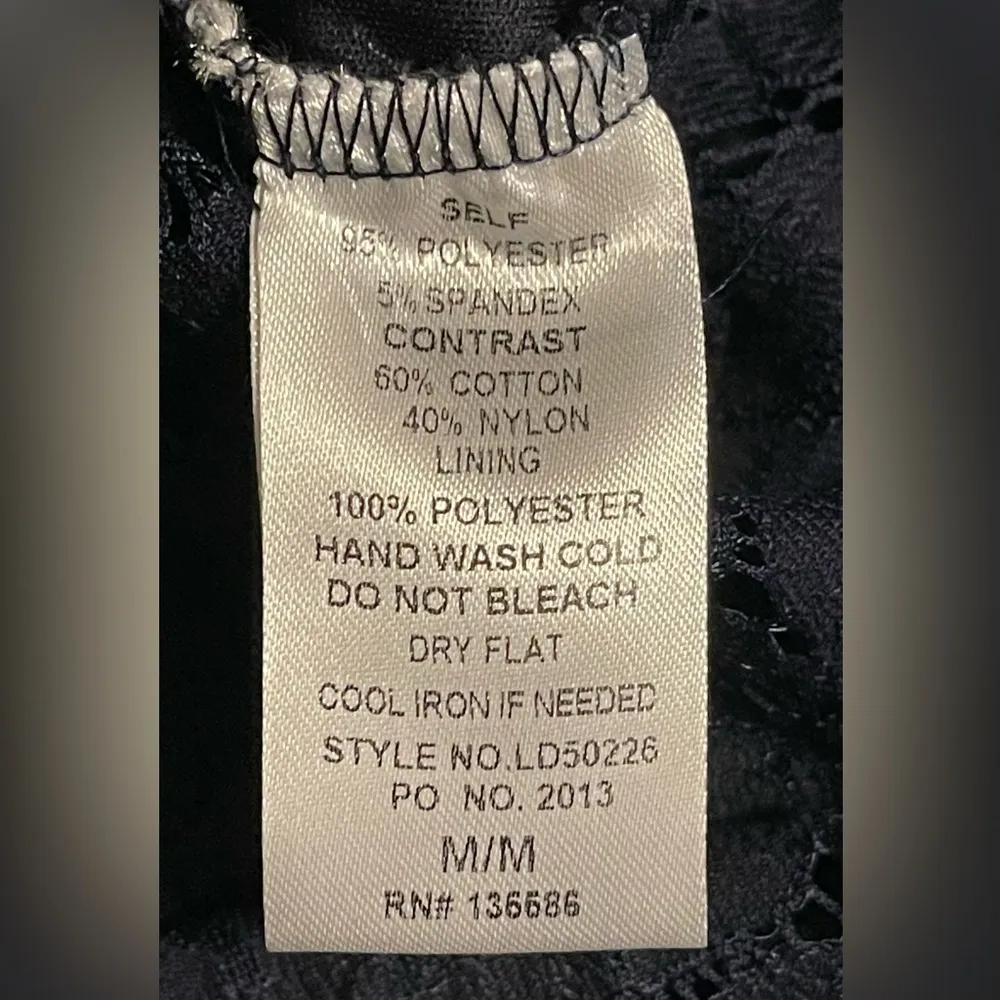 SELF
95% POLYESTER
5% SPANDEX
CONTRAST
60% COTTON
40% NYLON
LINING
100% POLYESTER
HAND WASH COLD
DO NOT BLEACH
DRY FLAT
COOL IRON IF NEEDED
STYLE NO.LD50226
PO NO. 2013
M/M
RN# 136686